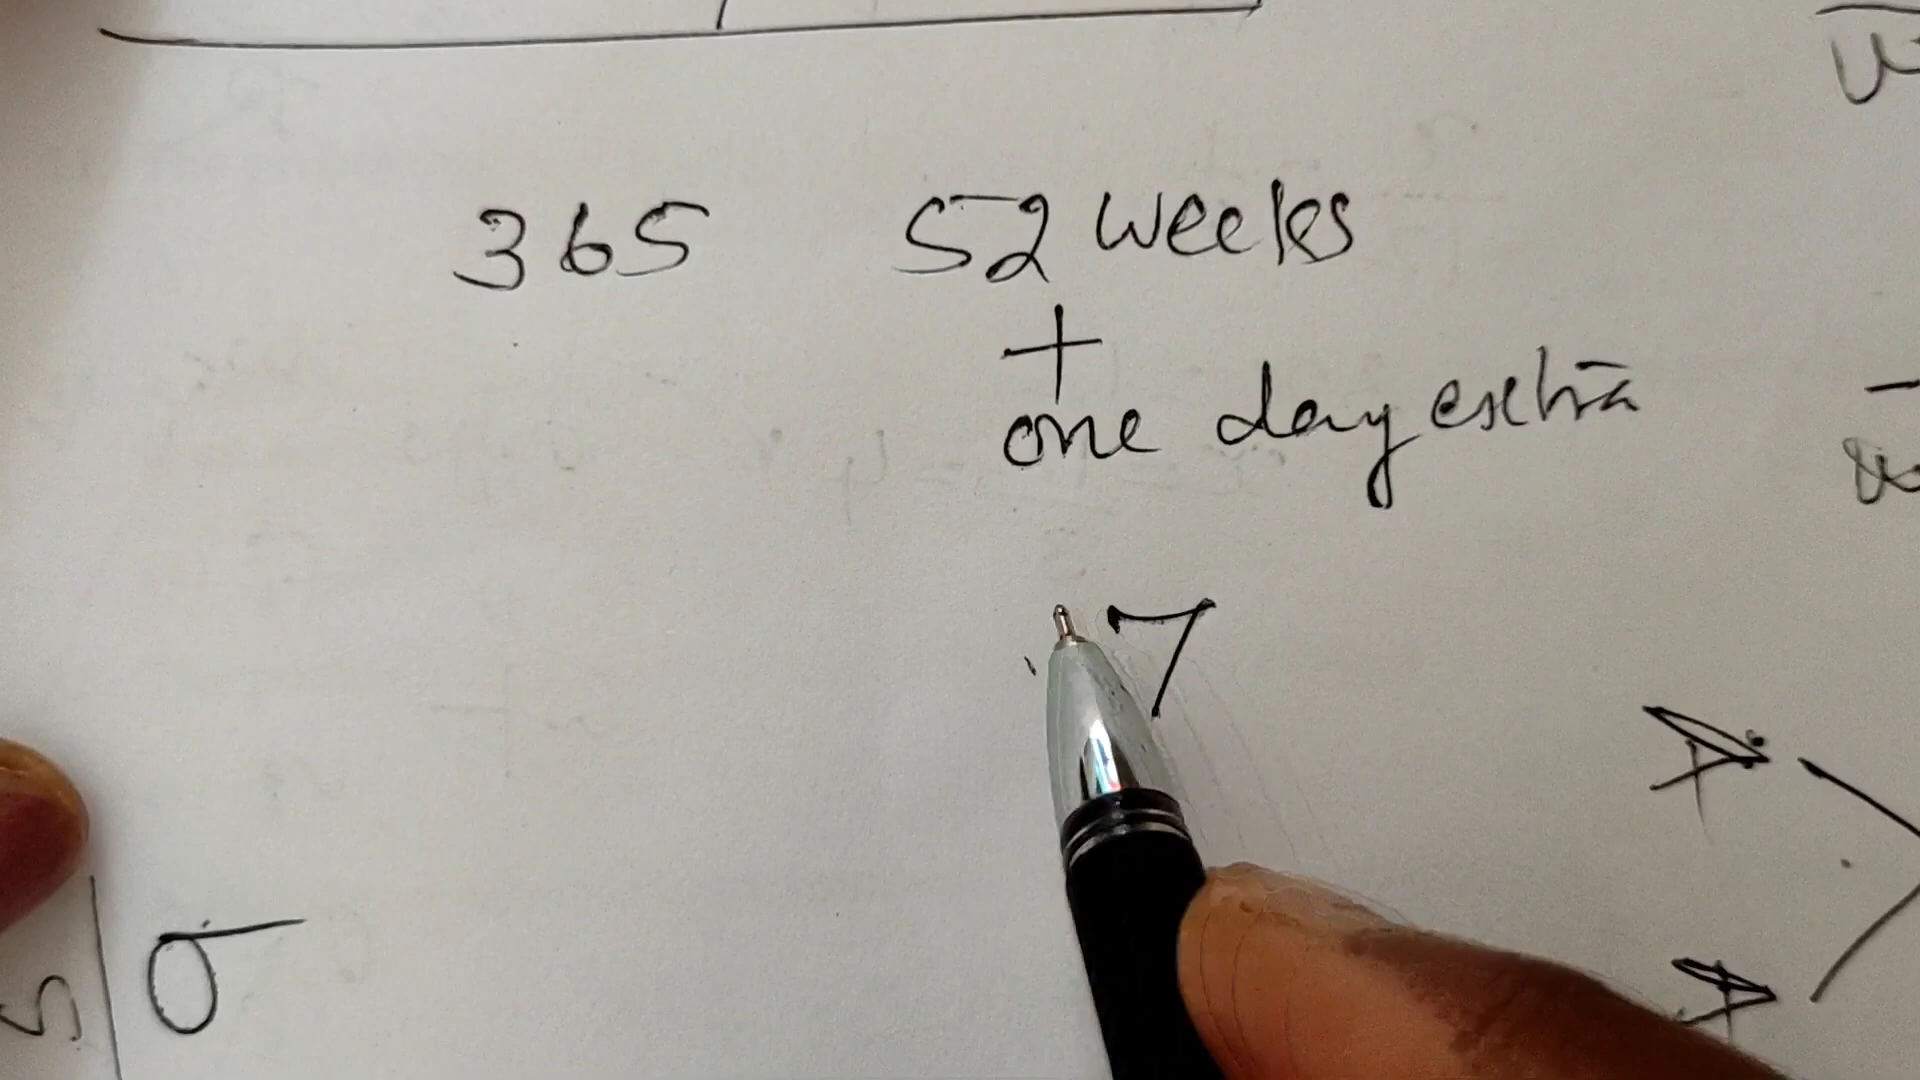 365 52 weeks
+
one day extra
7
σ